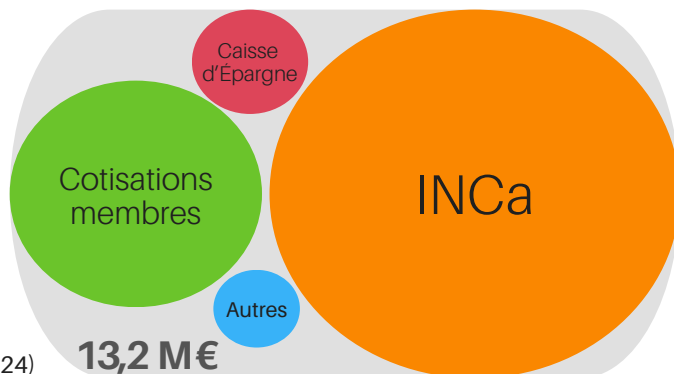 Caisse
d'Épargne
Cotisations
membres
INCa
Autres
24)
13,2 M€